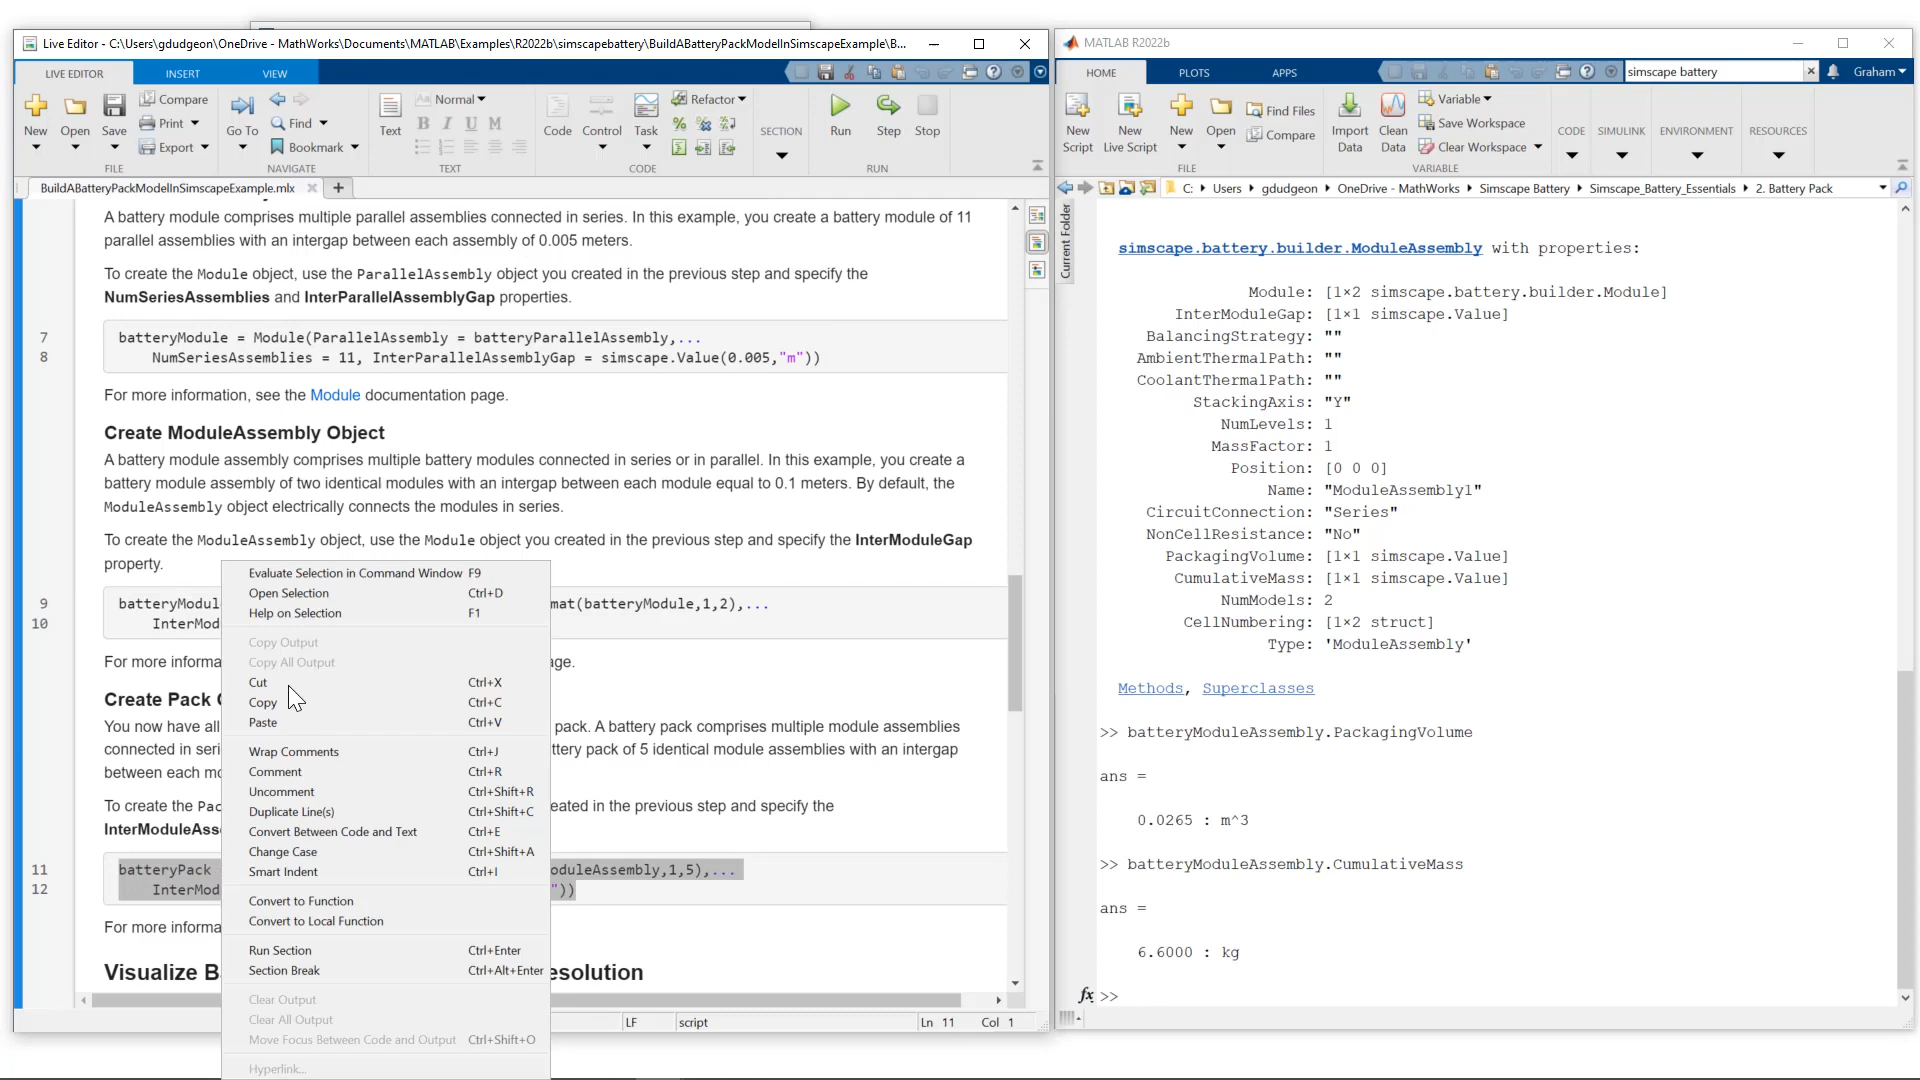 Live Editor - C:\Users\gdudgeon\OneDrive - MathWorks\Documents\MATLAB\Examples\R2022b\simscapebattery\BuildABatteryPackModelInSimscapeExample\B...
LIVE EDITOR
INSERT
VIEW
New
Open
Save
Compare
Print
Export
FILE
Go To
Find
Bookmark
NAVIGATE
Text
Aa Normal
B I U M
TEXT
Code
Control
Task
Refactor
CODE
SECTION
Run
Step
Stop
RUN
BuildABatteryPackModelInSimscapeExample.mlx
A battery module comprises multiple parallel assemblies connected in series. In this example, you create a battery module of 11
parallel assemblies with an intergap between each assembly of 0.005 meters.
To create the Module object, use the ParallelAssembly object you created in the previous step and specify the
NumSeriesAssemblies and InterParallelAssemblyGap properties.
7 batteryModule = Module(ParallelAssembly = batteryParallelAssembly,...
8 NumSeriesAssemblies = 11, InterParallelAssemblyGap = simscape.Value(0.005,"m"))
For more information, see the Module documentation page.
Create ModuleAssembly Object
A battery module assembly comprises multiple battery modules connected in series or in parallel. In this example, you create a
battery module assembly of two identical modules with an intergap between each module equal to 0.1 meters. By default, the
ModuleAssembly object electrically connects the modules in series.
To create the ModuleAssembly object, use the Module object you created in the previous step and specify the InterModuleGap
property.
9 batteryModul mat(batteryModule,1,2),...
10 InterMod
For more informa age.
Create Pack
You now have all pack. A battery pack comprises multiple module assemblies
connected in seri ttery pack of 5 identical module assemblies with an intergap
between each mo
To create the Pac eated in the previous step and specify the
InterModuleAsse
11 batteryPack oduleAssembly,1,5),...
12 InterMod "))
For more informa
Visualize B esolution
Evaluate Selection in Command Window F9
Open Selection Ctrl+D
Help on Selection F1
Copy Output
Copy All Output
Cut Ctrl+X
Copy Ctrl+C
Paste Ctrl+V
Wrap Comments Ctrl+J
Comment Ctrl+R
Uncomment Ctrl+Shift+R
Duplicate Line(s) Ctrl+Shift+C
Convert Between Code and Text Ctrl+E
Change Case Ctrl+Shift+A
Smart Indent Ctrl+I
Convert to Function
Convert to Local Function
Run Section Ctrl+Enter
Section Break Ctrl+Alt+Enter
Clear Output
Clear All Output
Move Focus Between Code and Output Ctrl+Shift+O
Hyperlink...
LF script Ln 11 Col 1
MATLAB R2022b
HOME
PLOTS
APPS
simscape battery
Graham
New Script
New Live Script
New
Open
Find Files
Compare
FILE
Import Data
Clean Data
Variable
Save Workspace
Clear Workspace
VARIABLE
CODE
SIMULINK
ENVIRONMENT
RESOURCES
C: Users gdudgeon OneDrive - MathWorks Simscape Battery Simscape_Battery_Essentials 2. Battery Pack
Current Folder
simscape.battery.builder.ModuleAssembly with properties:
Module: [1×2 simscape.battery.builder.Module]
InterModuleGap: [1×1 simscape.Value]
BalancingStrategy: ""
AmbientThermalPath: ""
CoolantThermalPath: ""
StackingAxis: "Y"
NumLevels: 1
MassFactor: 1
Position: [0 0 0]
Name: "ModuleAssembly1"
CircuitConnection: "Series"
NonCellResistance: "No"
PackagingVolume: [1×1 simscape.Value]
CumulativeMass: [1×1 simscape.Value]
NumModels: 2
CellNumbering: [1×2 struct]
Type: 'ModuleAssembly'
Methods, Superclasses
>> batteryModuleAssembly.PackagingVolume
ans =
0.0265 : m^3
>> batteryModuleAssembly.CumulativeMass
ans =
6.6000 : kg
fx >>